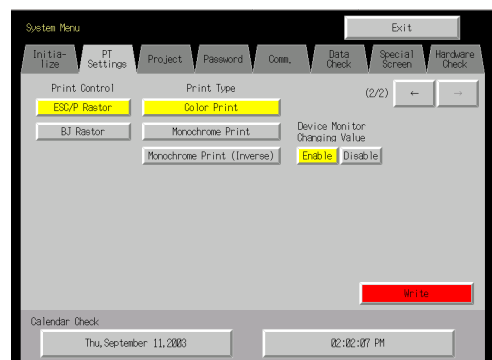 System Menu
Exit
Initia-
lize
PT
Settings
Project
Password
Comm.
Data
Check
Special
Screen
Hardware
Check
Print Control
Print Type
(2/2)
←
→
ESC/P Rastor
Color Print
BJ Rastor
Monochrome Print
Monochrome Print (Inverse)
Device Monitor
Changing Value
Enable
Disable
Write
Calendar Check
Thu,September 11,2003
02:02:07 PM